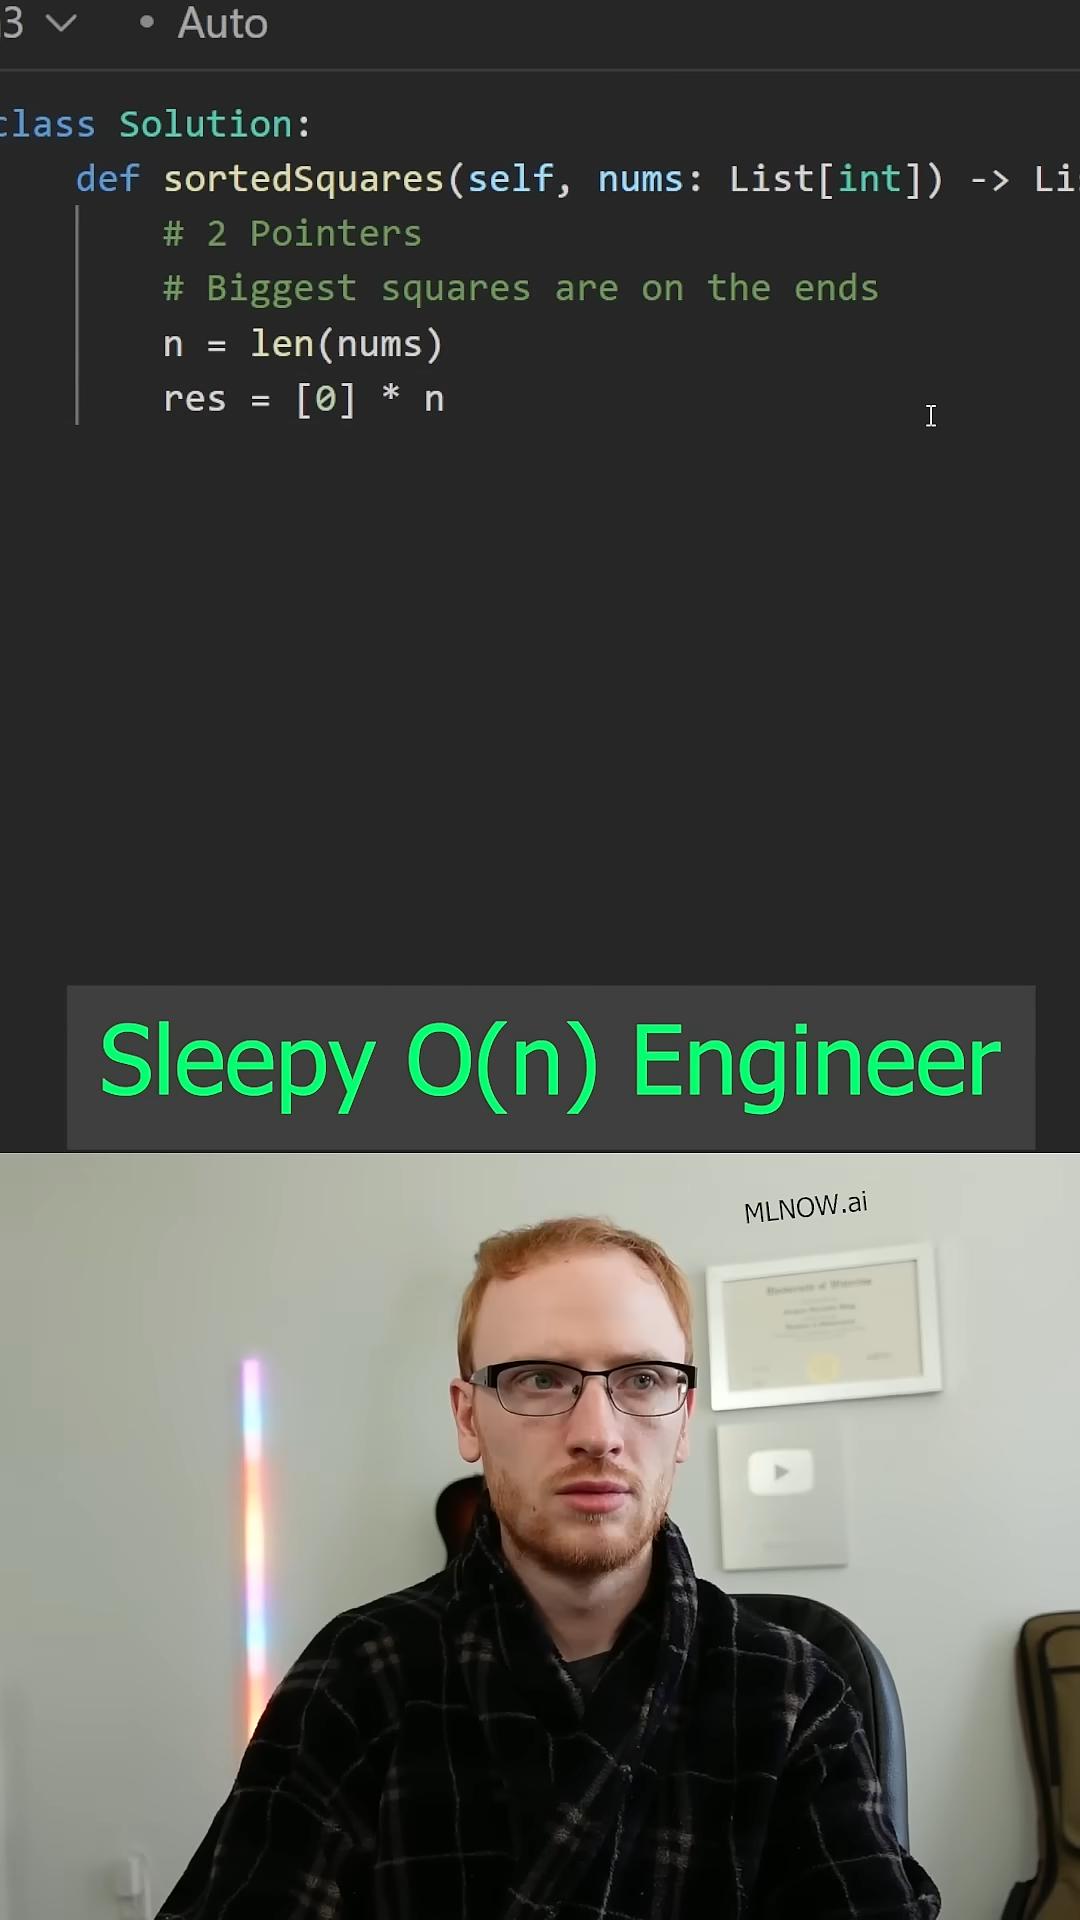 3 • Auto
class Solution:
def sortedSquares(self, nums: List[int]) -> Li
# 2 Pointers
# Biggest squares are on the ends
n = len(nums)
res = [0] * n
Sleepy O(n) Engineer
MLNOW.ai